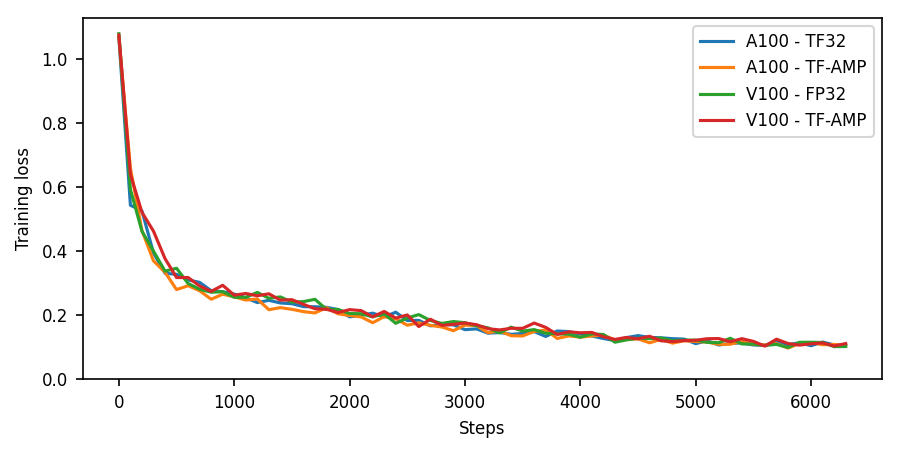 1.0
0.8
0.6
0.4
0.2
0.0
Training loss
0 1000 2000 3000 4000 5000 6000
Steps
A100 - TF32
A100 - TF-AMP
V100 - FP32
V100 - TF-AMP